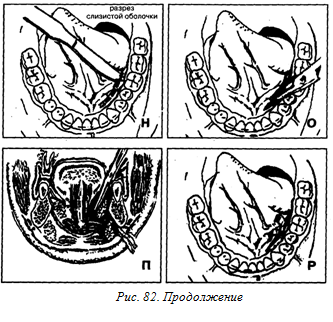 разрез
слизистой оболочки
Н
О
П
Р
Рис. 82. Продолжение